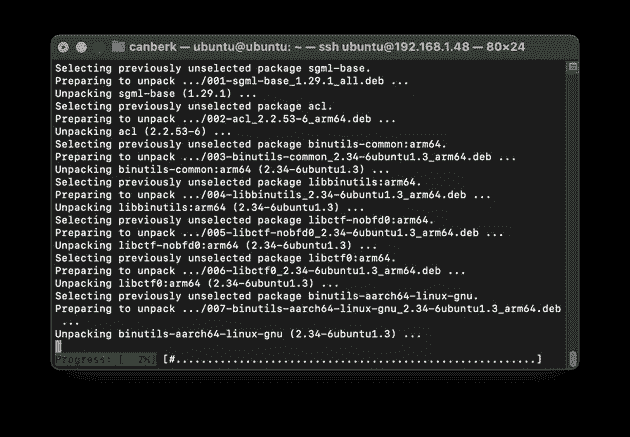 canberk — ubuntu@ubuntu: ~ — ssh ubuntu@192.168.1.48 — 80×24
Selecting previously unselected package sgml-base.
Preparing to unpack .../001-sgml-base_1.29.1_all.deb ...
Unpacking sgml-base (1.29.1) ...
Selecting previously unselected package acl.
Preparing to unpack .../002-acl_2.2.53-6_arm64.deb ...
Unpacking acl (2.2.53-6) ...
Selecting previously unselected package binutils-common:arm64.
Preparing to unpack .../003-binutils-common_2.34-6ubuntu1.3_arm64.deb ...
Unpacking binutils-common:arm64 (2.34-6ubuntu1.3) ...
Selecting previously unselected package libbinutils:arm64.
Preparing to unpack .../004-libbinutils_2.34-6ubuntu1.3_arm64.deb ...
Unpacking libbinutils:arm64 (2.34-6ubuntu1.3) ...
Selecting previously unselected package libctf-nobfd0:arm64.
Preparing to unpack .../005-libctf-nobfd0_2.34-6ubuntu1.3_arm64.deb ...
Unpacking libctf-nobfd0:arm64 (2.34-6ubuntu1.3) ...
Selecting previously unselected package libctf0:arm64.
Preparing to unpack .../006-libctf0_2.34-6ubuntu1.3_arm64.deb ...
Unpacking libctf0:arm64 (2.34-6ubuntu1.3) ...
Selecting previously unselected package binutils-aarch64-linux-gnu.
Preparing to unpack .../007-binutils-aarch64-linux-gnu_2.34-6ubuntu1.3_arm64.deb
 ...
Unpacking binutils-aarch64-linux-gnu (2.34-6ubuntu1.3) ...
Progress: [#..........................................................]